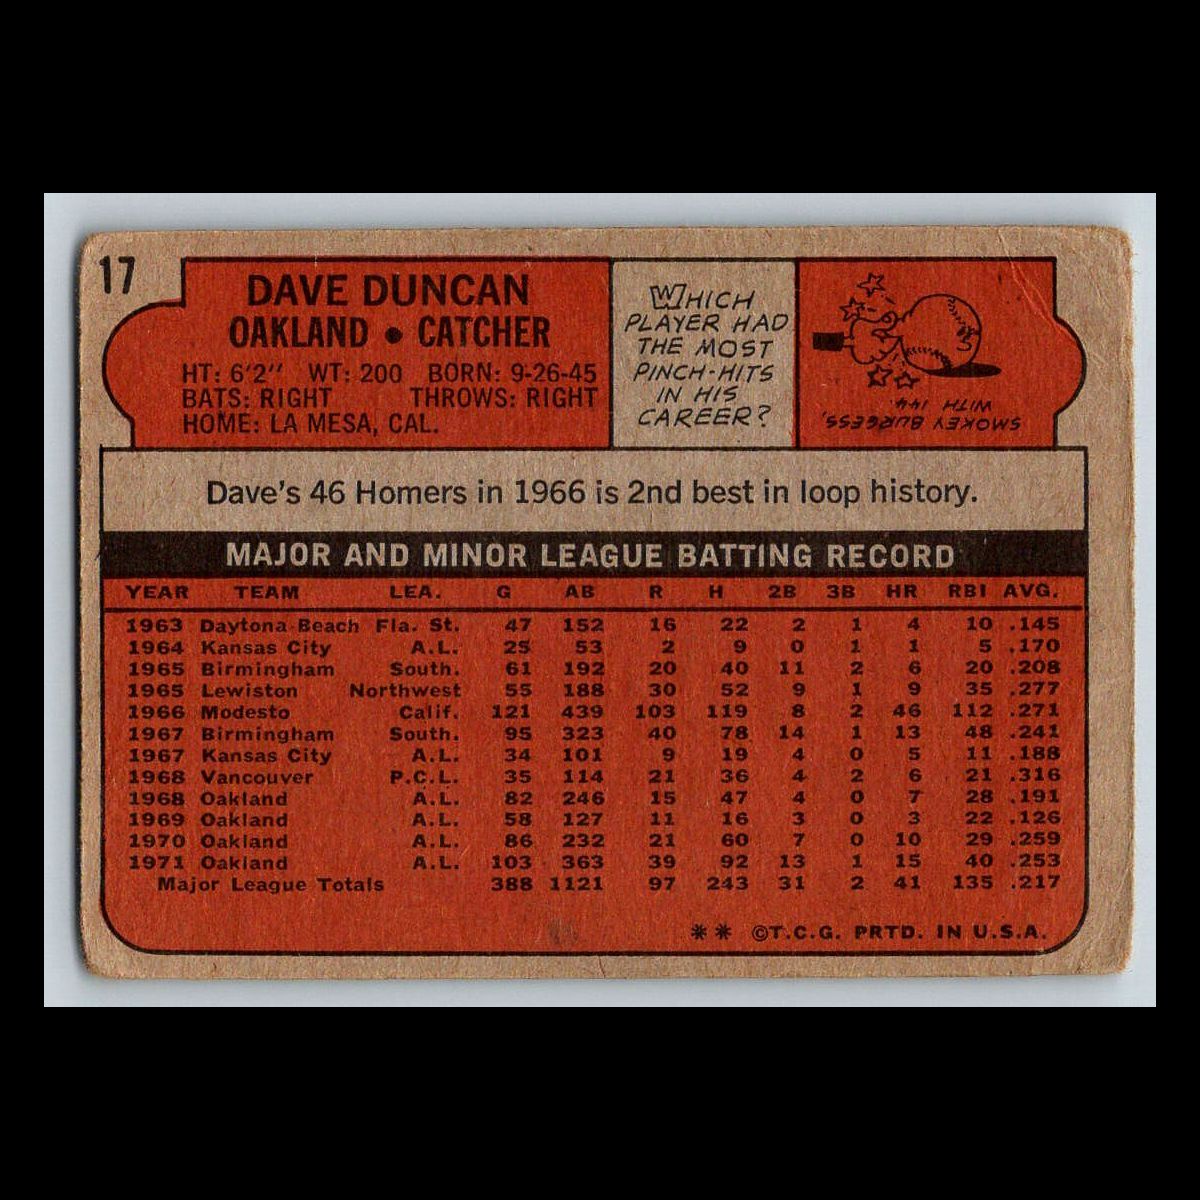 17
DAVE DUNCAN
OAKLAND • CATCHER
HT: 6'2" WT: 200 BORN: 9-26-45
BATS: RIGHT THROWS: RIGHT
HOME: LA MESA, CAL.
WHICH
PLAYER HAD
THE MOST
PINCH-HITS
IN HIS
CAREER?
SMOKEY BURGESS,
WITH 144.
Dave's 46 Homers in 1966 is 2nd best in loop history.
MAJOR AND MINOR LEAGUE BATTING RECORD
YEAR TEAM LEA. G AB R H 2B 3B HR RBI AVG.
1963 Daytona Beach Fla. St. 47 152 16 22 2 1 4 10 .145
1964 Kansas City A.L. 25 53 2 9 0 1 1 5 .170
1965 Birmingham South. 61 192 20 40 11 2 6 20 .208
1965 Lewiston Northwest 55 188 30 52 9 1 9 35 .277
1966 Modesto Calif. 121 439 103 119 8 2 46 112 .271
1967 Birmingham South. 95 323 40 78 14 1 13 48 .241
1967 Kansas City A.L. 34 101 9 19 4 0 5 11 .188
1968 Vancouver P.C.L. 35 114 21 36 4 2 6 21 .316
1968 Oakland A.L. 82 246 15 47 4 0 7 28 .191
1969 Oakland A.L. 58 127 11 16 3 0 3 22 .126
1970 Oakland A.L. 86 232 21 60 7 0 10 29 .259
1971 Oakland A.L. 103 363 39 92 13 1 15 40 .253
Major League Totals 388 1121 97 243 31 2 41 135 .217
** ©T.C.G. PRTD. IN U.S.A.